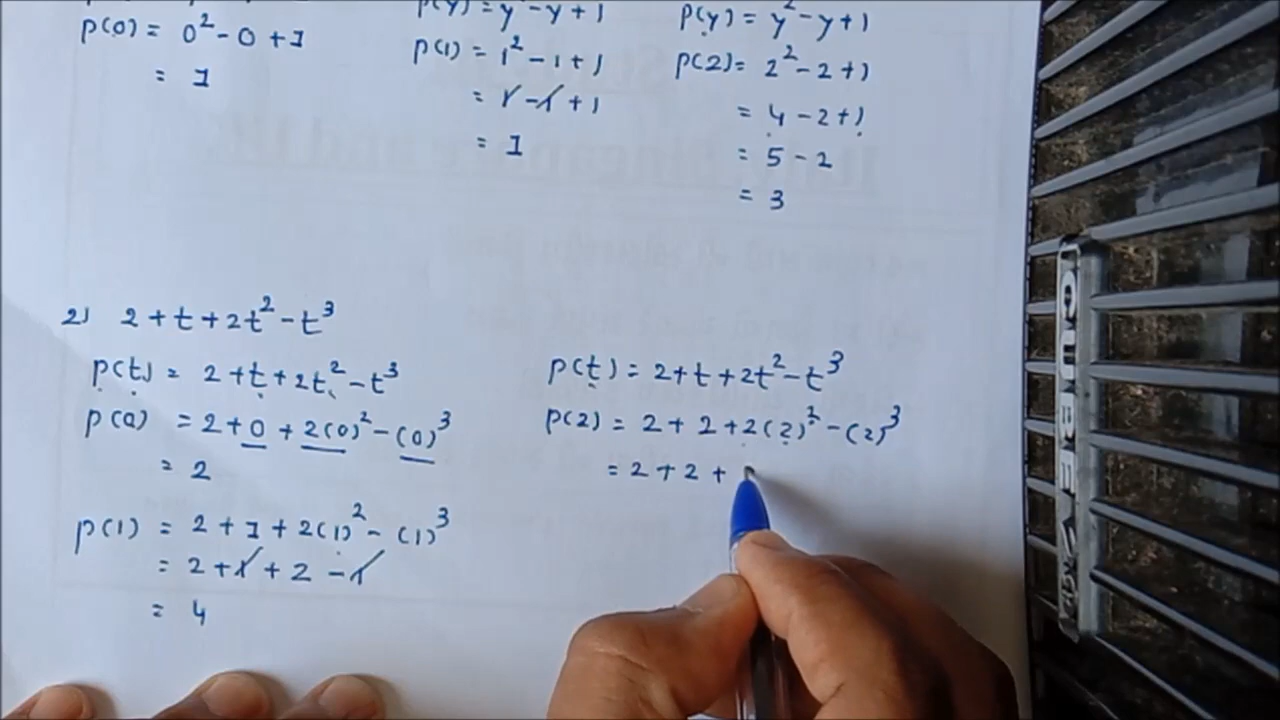 p(0) = 0² - 0 + 1
= 1
p(y) = y² - y + 1
p(1) = 1² - 1 + 1
= 1 - 1 + 1
= 1
p(y) = y² - y + 1
p(2) = 2² - 2 + 1
= 4 - 2 + 1
= 5 - 2
= 3
2) 2 + t + 2t² - t³
p(t) = 2 + t + 2t² - t³
p(0) = 2 + 0 + 2(0)² - (0)³
= 2
p(1) = 2 + 1 + 2(1)² - (1)³
= 2 + 1 + 2 - 1
= 4
p(t) = 2 + t + 2t² - t³
p(2) = 2 + 2 + 2(2)² - (2)³
= 2 + 2 +
CUBE